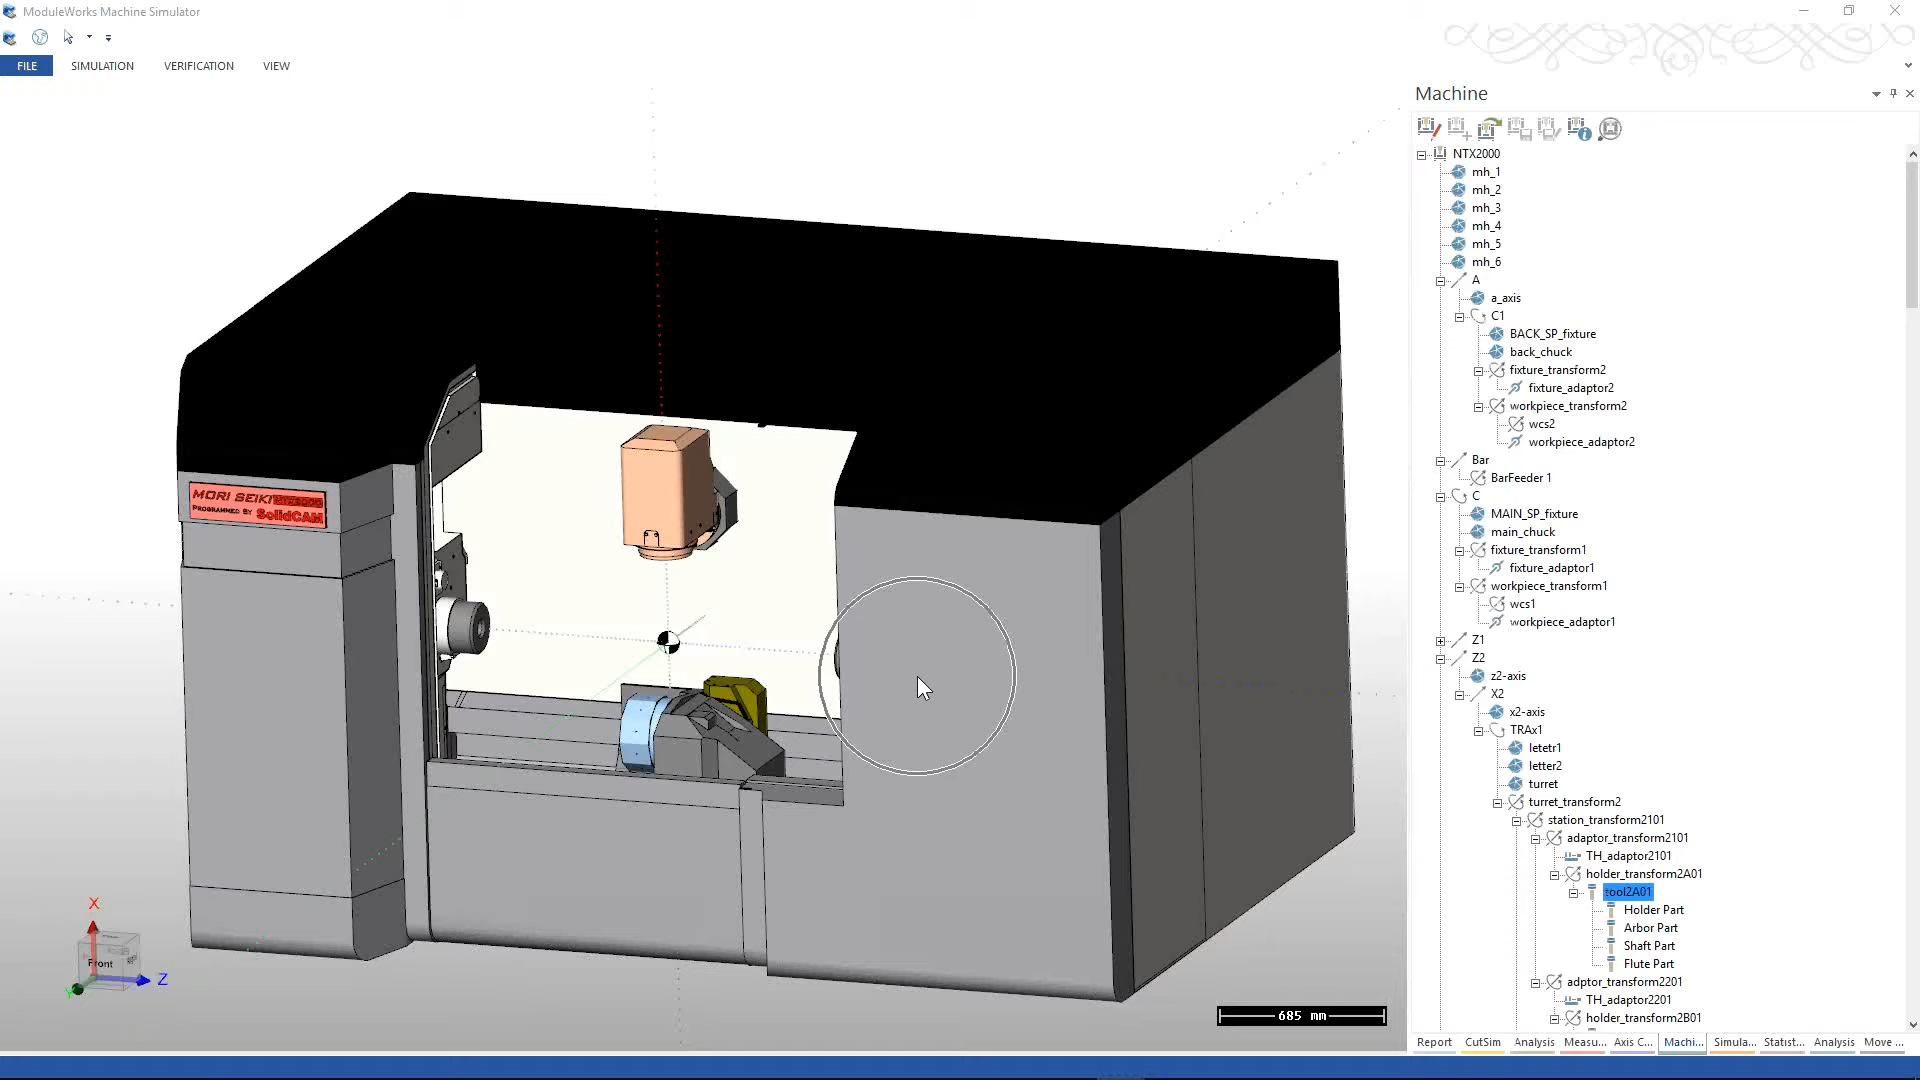 ModuleWorks Machine Simulator
FILE SIMULATION VERIFICATION VIEW
Machine
NTX2000
mh_1
mh_2
mh_3
mh_4
mh_5
mh_6
A
a_axis
C1
BACK_SP_fixture
back_chuck
fixture_transform2
fixture_adaptor2
workpiece_transform2
wcs2
workpiece_adaptor2
Bar
BarFeeder 1
C
MAIN_SP_fixture
main_chuck
fixture_transform1
fixture_adaptor1
workpiece_transform1
wcs1
workpiece_adaptor1
Z1
Z2
z2-axis
X2
x2-axis
TRAx1
letetr1
letter2
turret
turret_transform2
station_transform2101
adaptor_transform2101
TH_adaptor2101
holder_transform2A01
tool2A01
Holder Part
Arbor Part
Shaft Part
Flute Part
adptor_transform2201
TH_adaptor2201
holder_transform2B01
MORI SEIKI
PROGRAMMED BY SolidCAM
X
Front
Z
Y
685 mm
Report CutSim Analysis Measu... Axis C... Machi... Simula... Statist... Analysis Move ...